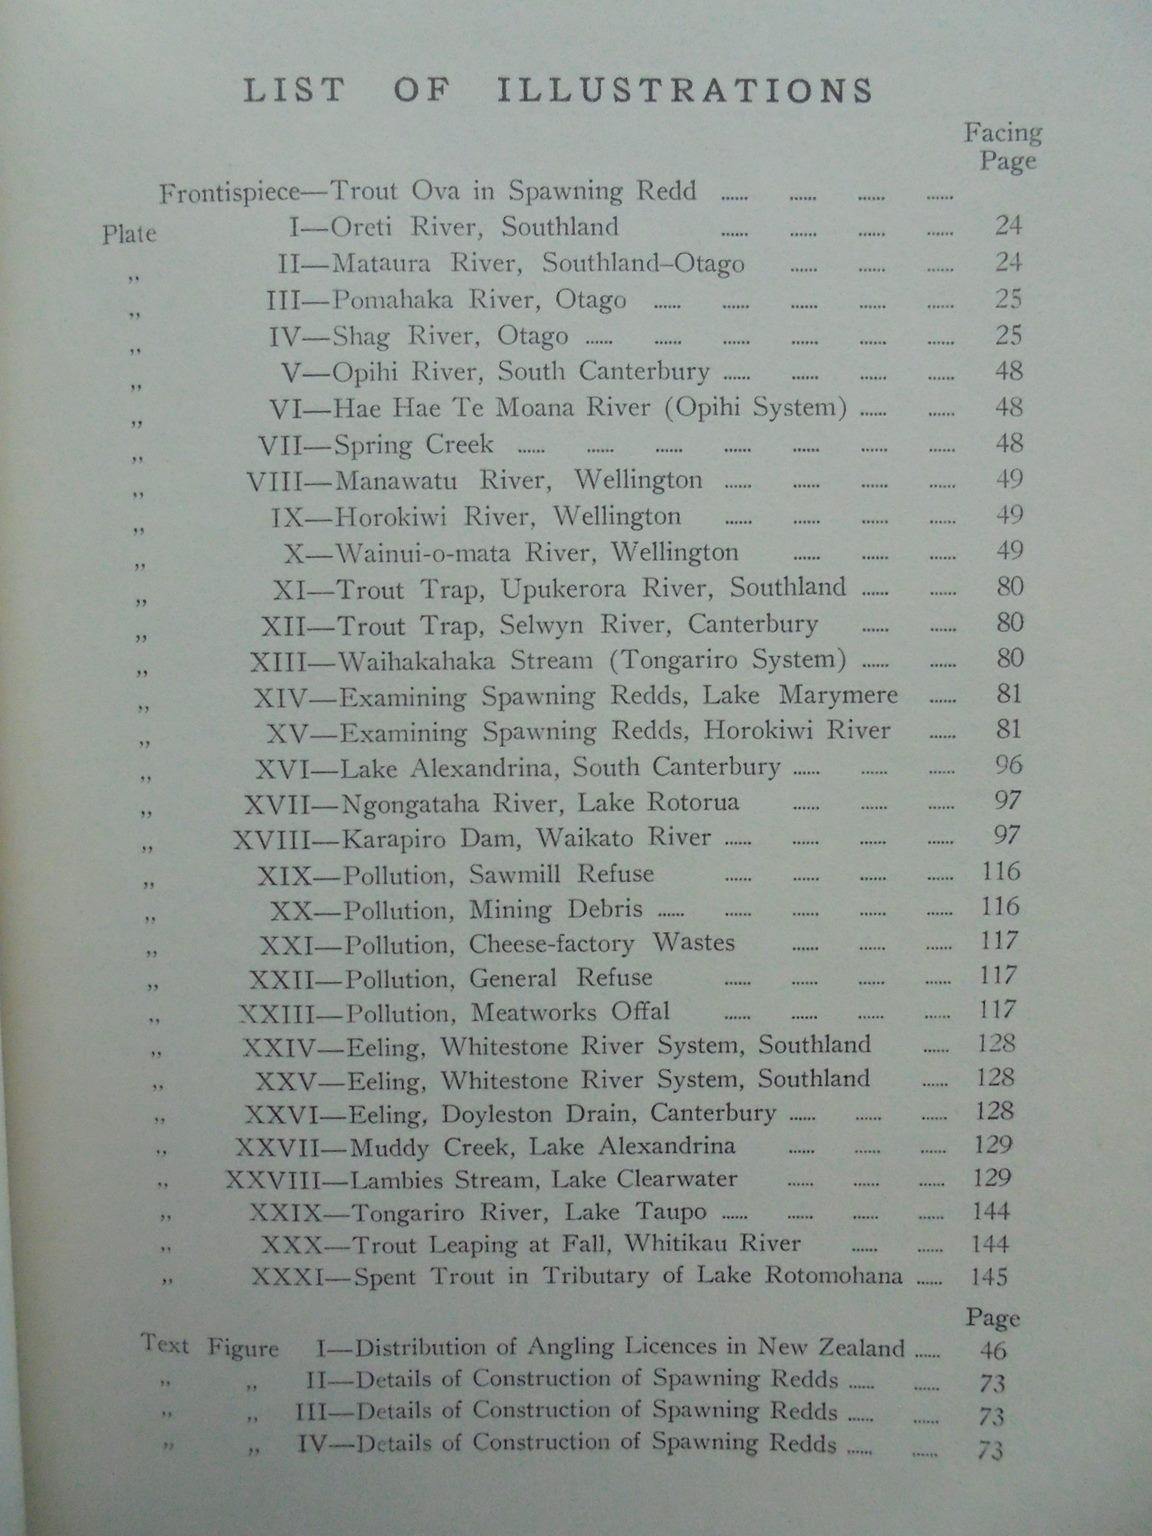 LIST OF ILLUSTRATIONS
Facing
Page
Frontispiece—Trout Ova in Spawning Redd ...... ...... ...... ......
Plate I—Oreti River, Southland ...... ...... ...... ...... 24
,, II—Mataura River, Southland–Otago ...... ...... ...... 24
,, III—Pomahaka River, Otago ...... ...... ...... ...... ...... 25
,, IV—Shag River, Otago ...... ...... ...... ...... ...... ...... 25
,, V—Opihi River, South Canterbury ...... ...... ...... ...... 48
,, VI—Hae Hae Te Moana River (Opihi System) ...... ...... 48
,, VII—Spring Creek ...... ...... ...... ...... ...... ...... ...... 48
,, VIII—Manawatu River, Wellington ...... ...... ...... ...... 49
,, IX—Horokiwi River, Wellington ...... ...... ...... ...... 49
,, X—Wainui-o-mata River, Wellington ...... ...... ...... 49
,, XI—Trout Trap, Upukerora River, Southland ...... ...... 80
,, XII—Trout Trap, Selwyn River, Canterbury ...... ...... 80
,, XIII—Waihakahaka Stream (Tongariro System) ...... ...... 80
,, XIV—Examining Spawning Redds, Lake Marymere ...... 81
,, XV—Examining Spawning Redds, Horokiwi River ...... 81
,, XVI—Lake Alexandrina, South Canterbury ...... ...... ...... 96
,, XVII—Ngongataha River, Lake Rotorua ...... ...... ...... 97
,, XVIII—Karapiro Dam, Waikato River ...... ...... ...... ...... 97
,, XIX—Pollution, Sawmill Refuse ...... ...... ...... ...... 116
,, XX—Pollution, Mining Debris ...... ...... ...... ...... ...... 116
,, XXI—Pollution, Cheese-factory Wastes ...... ...... ...... 117
,, XXII—Pollution, General Refuse ...... ...... ...... ...... 117
,, XXIII—Pollution, Meatworks Offal ...... ...... ...... ...... 117
,, XXIV—Eeling, Whitestone River System, Southland ...... 128
,, XXV—Eeling, Whitestone River System, Southland ...... 128
,, XXVI—Eeling, Doyleston Drain, Canterbury ...... ...... ...... 128
,, XXVII—Muddy Creek, Lake Alexandrina ...... ...... ...... 129
,, XXVIII—Lambies Stream, Lake Clearwater ...... ...... ...... 129
,, XXIX—Tongariro River, Lake Taupo ...... ...... ...... ...... 144
,, XXX—Trout Leaping at Fall, Whitikau River ...... ...... 144
,, XXXI—Spent Trout in Tributary of Lake Rotomohana ...... 145
Page
Text Figure I—Distribution of Angling Licences in New Zealand ...... 46
,, ,, II—Details of Construction of Spawning Redds ...... ...... 73
,, ,, III—Details of Construction of Spawning Redds ...... ...... 73
,, ,, IV—Details of Construction of Spawning Redds ...... ...... 73